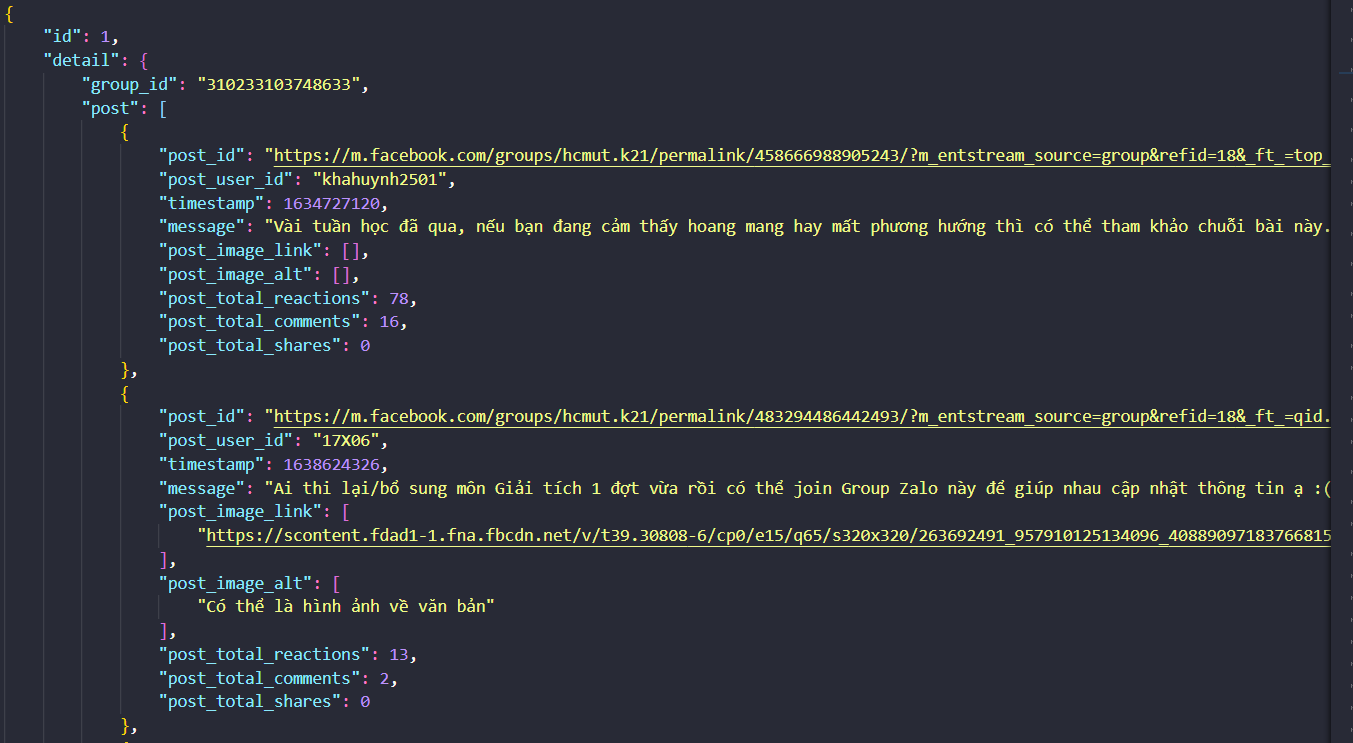 {
"id": 1,
"detail": {
"group_id": "310233103748633",
"post": [
{
"post_id": "https://m.facebook.com/groups/hcmut.k21/permalink/458666988905243/?m_entstream_source=group&refid=18&_ft_=top_
"post_user_id": "khahuynh2501",
"timestamp": 1634727120,
"message": "Vài tuần học đã qua, nếu bạn đang cảm thấy hoang mang hay mất phương hướng thì có thể tham khảo chuỗi bài này.
"post_image_link": [],
"post_image_alt": [],
"post_total_reactions": 78,
"post_total_comments": 16,
"post_total_shares": 0
},
{
"post_id": "https://m.facebook.com/groups/hcmut.k21/permalink/483294486442493/?m_entstream_source=group&refid=18&_ft_=qid.
"post_user_id": "17X06",
"timestamp": 1638624326,
"message": "Ai thi lại/bổ sung môn Giải tích 1 đợt vừa rồi có thể join Group Zalo này để giúp nhau cập nhật thông tin ạ :(
"post_image_link": [
"https://scontent.fdad1-1.fna.fbcdn.net/v/t39.30808-6/cp0/e15/q65/s320x320/263692491_957910125134096_40889097183766815
],
"post_image_alt": [
"Có thể là hình ảnh về văn bản"
],
"post_total_reactions": 13,
"post_total_comments": 2,
"post_total_shares": 0
},